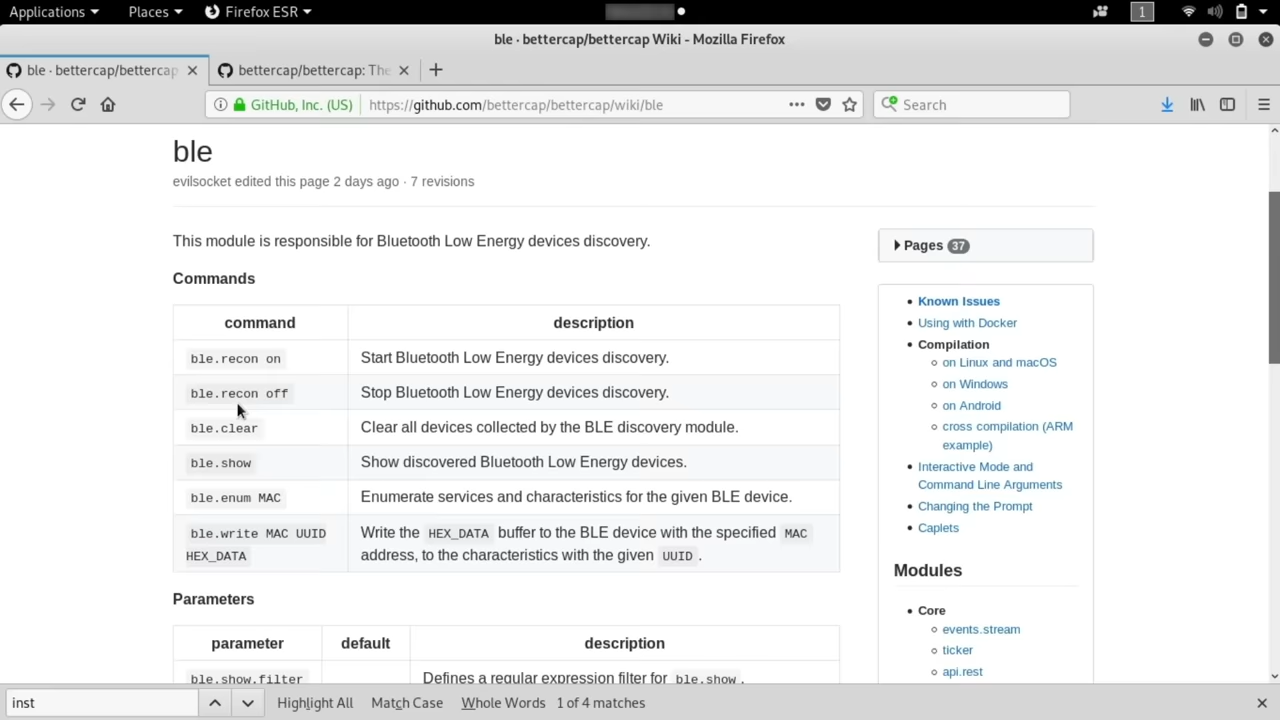 Applications Places Firefox ESR 1
ble · bettercap/bettercap Wiki - Mozilla Firefox
ble · bettercap/bettercap bettercap/bettercap: The
GitHub, Inc. (US) https://github.com/bettercap/bettercap/wiki/ble Search
ble
evilsocket edited this page 2 days ago · 7 revisions
This module is responsible for Bluetooth Low Energy devices discovery.
Commands
command description
ble.recon on Start Bluetooth Low Energy devices discovery.
ble.recon off Stop Bluetooth Low Energy devices discovery.
ble.clear Clear all devices collected by the BLE discovery module.
ble.show Show discovered Bluetooth Low Energy devices.
ble.enum MAC Enumerate services and characteristics for the given BLE device.
ble.write MAC UUID Write the HEX_DATA buffer to the BLE device with the specified MAC
HEX_DATA address, to the characteristics with the given UUID.
Parameters
parameter default description
ble.show.filter Defines a regular expression filter for ble.show.
Pages 37
Known Issues
Using with Docker
Compilation
on Linux and macOS
on Windows
on Android
cross compilation (ARM
example)
Interactive Mode and
Command Line Arguments
Changing the Prompt
Caplets
Modules
Core
events.stream
ticker
api.rest
inst Highlight All Match Case Whole Words 1 of 4 matches